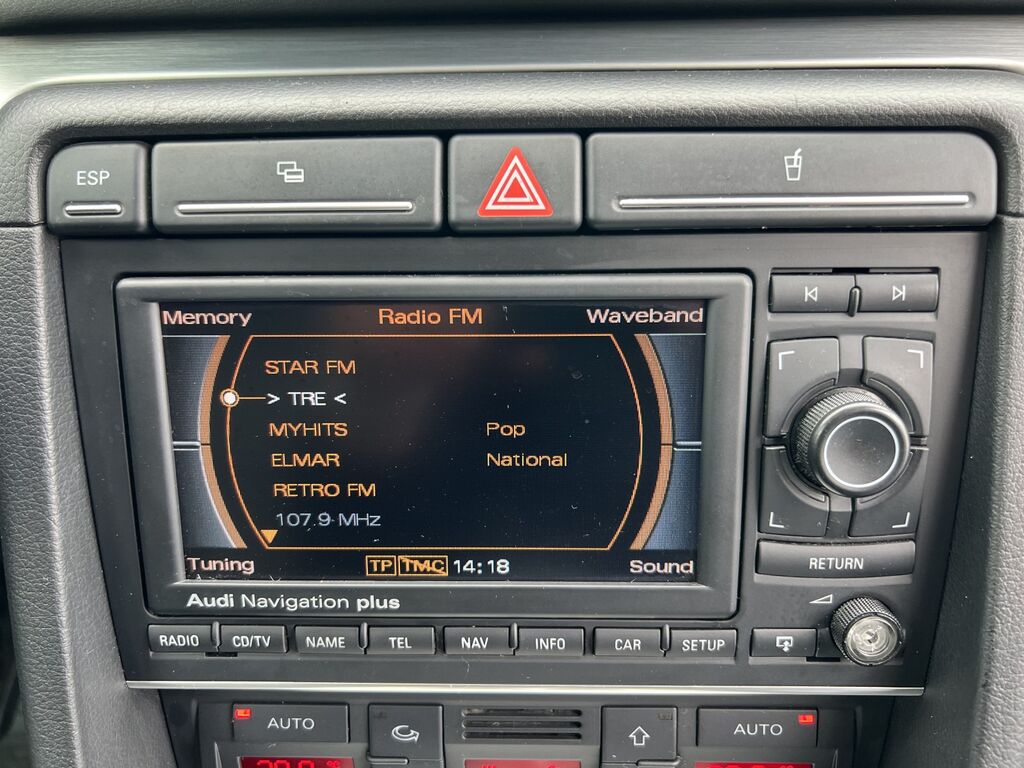 ESP
Memory Radio FM Waveband
STAR FM
> TRE <
MYHITS Pop
ELMAR National
RETRO FM
107.9 MHz
Tuning TP TMC 14:18 Sound
Audi Navigation plus
RETURN
RADIO CD/TV NAME TEL NAV INFO CAR SETUP
AUTO AUTO